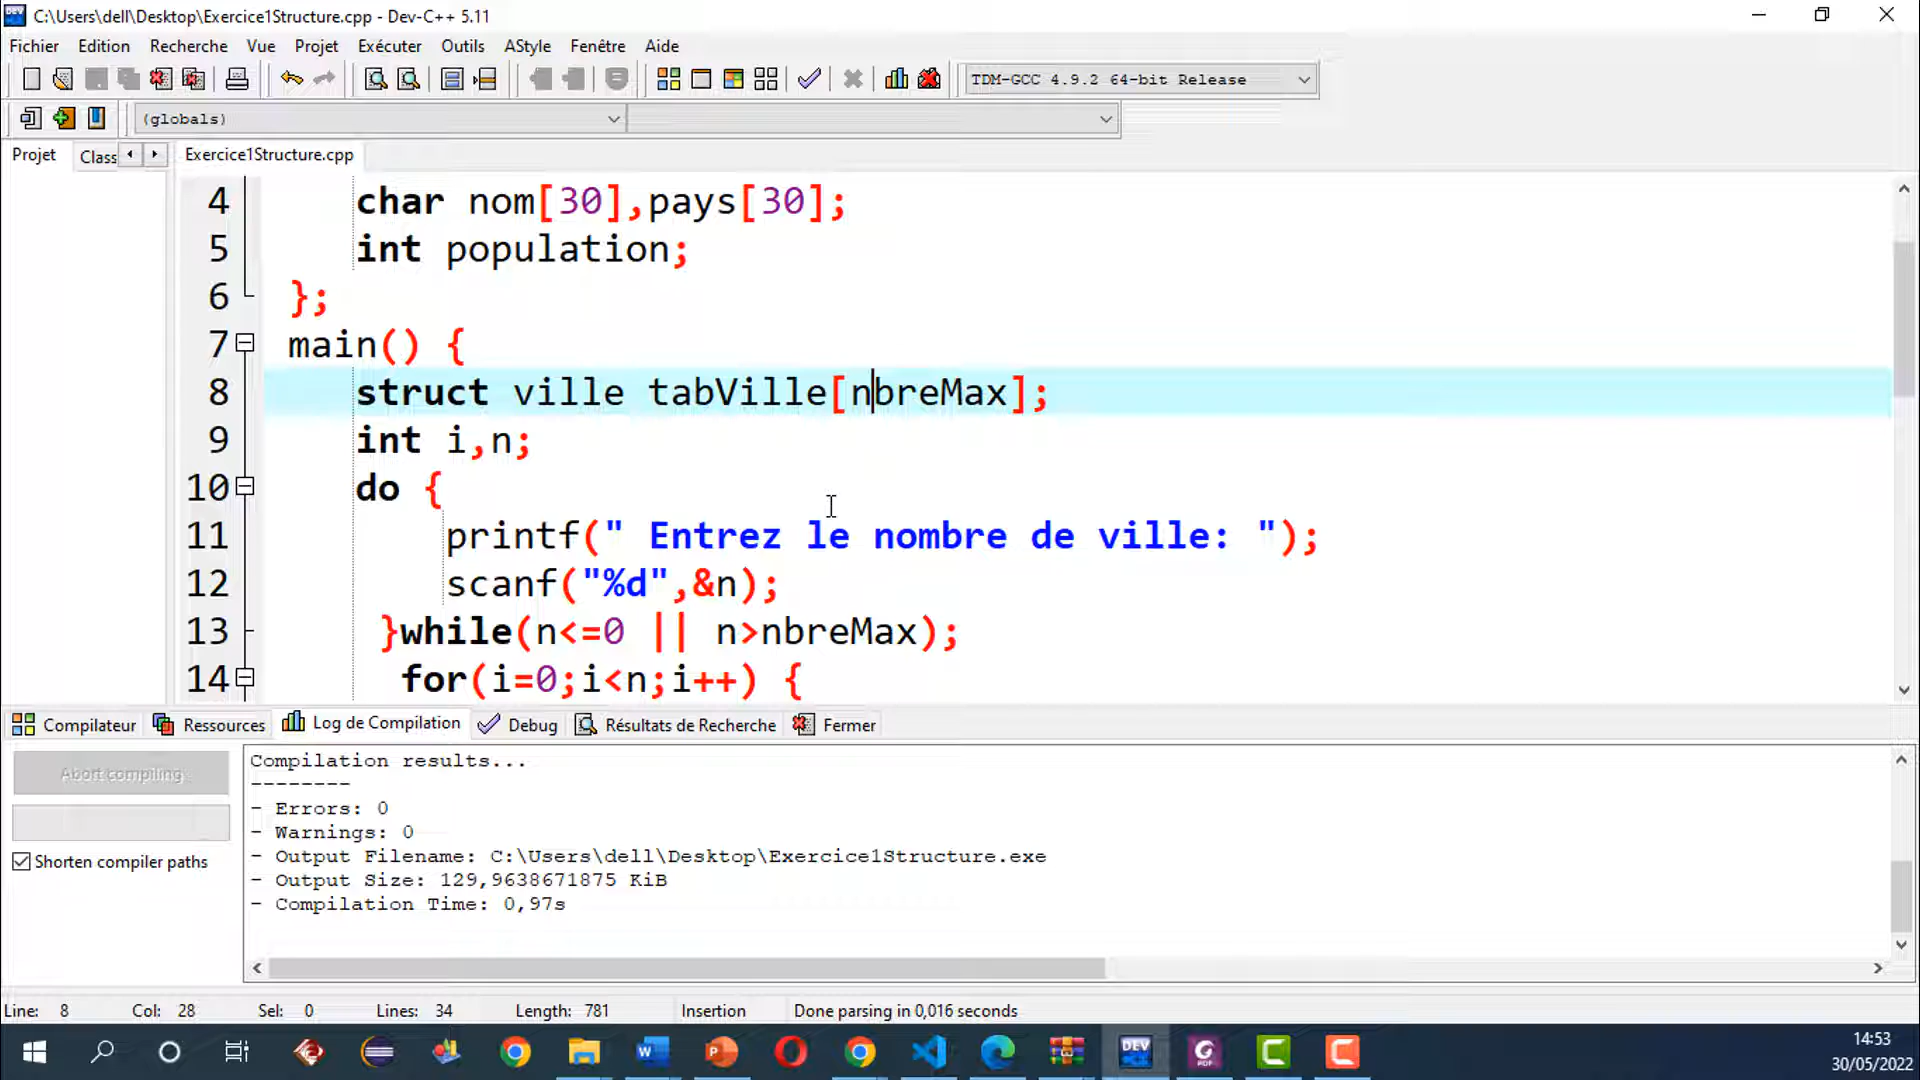 C:\Users\dell\Desktop\Exercice1Structure.cpp - Dev-C++ 5.11
Fichier Edition Recherche Vue Projet Exécuter Outils AStyle Fenêtre Aide
TDM-GCC 4.9.2 64-bit Release
(globals)
Projet Class Exercice1Structure.cpp
4 char nom[30],pays[30];
5 int population;
6 };
7 main() {
8 struct ville tabVille[nbreMax];
9 int i,n;
10 do {
11 printf(" Entrez le nombre de ville: ");
12 scanf("%d",&n);
13 }while(n<=0 || n>nbreMax);
14 for(i=0;i<n;i++) {
Compilateur Ressources Log de Compilation Debug Résultats de Recherche Fermer
Abort compiling
Shorten compiler paths
Compilation results...
--------
- Errors: 0
- Warnings: 0
- Output Filename: C:\Users\dell\Desktop\Exercice1Structure.exe
- Output Size: 129,9638671875 KiB
- Compilation Time: 0,97s
Line: 8 Col: 28 Sel: 0 Lines: 34 Length: 781 Insertion Done parsing in 0,016 seconds
DEV
PDF
14:53
30/05/2022